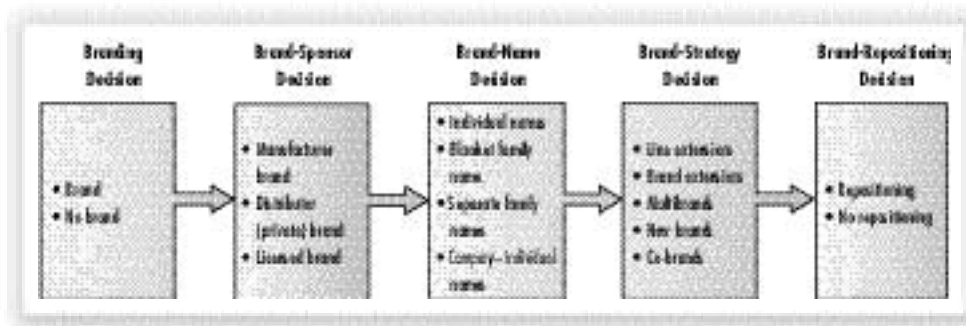 Branding
Decision
• Brand
• No brand
Brand-Sponsor
Decision
• Manufacturer
brand
• Distributor
(private) brand
• Licensed brand
Brand-Name
Decision
• Individual names
• Blanket family
name
• Separate family
names
• Company-individual
names
Brand-Strategy
Decision
• Line extensions
• Brand extensions
• Multibrands
• New brands
• Co-brands
Brand-Repositioning
Decision
• Repositioning
• No repositioning